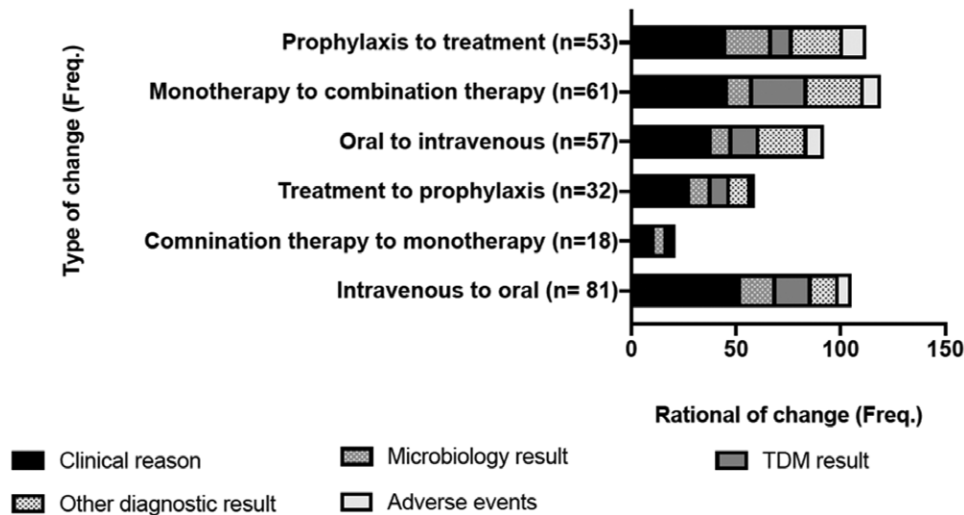 Type of change (Freq.)
Prophylaxis to treatment (n=53)
Monotherapy to combination therapy (n=61)
Oral to intravenous (n=57)
Treatment to prophylaxis (n=32)
Comnination therapy to monotherapy (n=18)
Intravenous to oral (n= 81)
0 50 100 150
Rational of change (Freq.)
Clinical reason Microbiology result TDM result
Other diagnostic result Adverse events